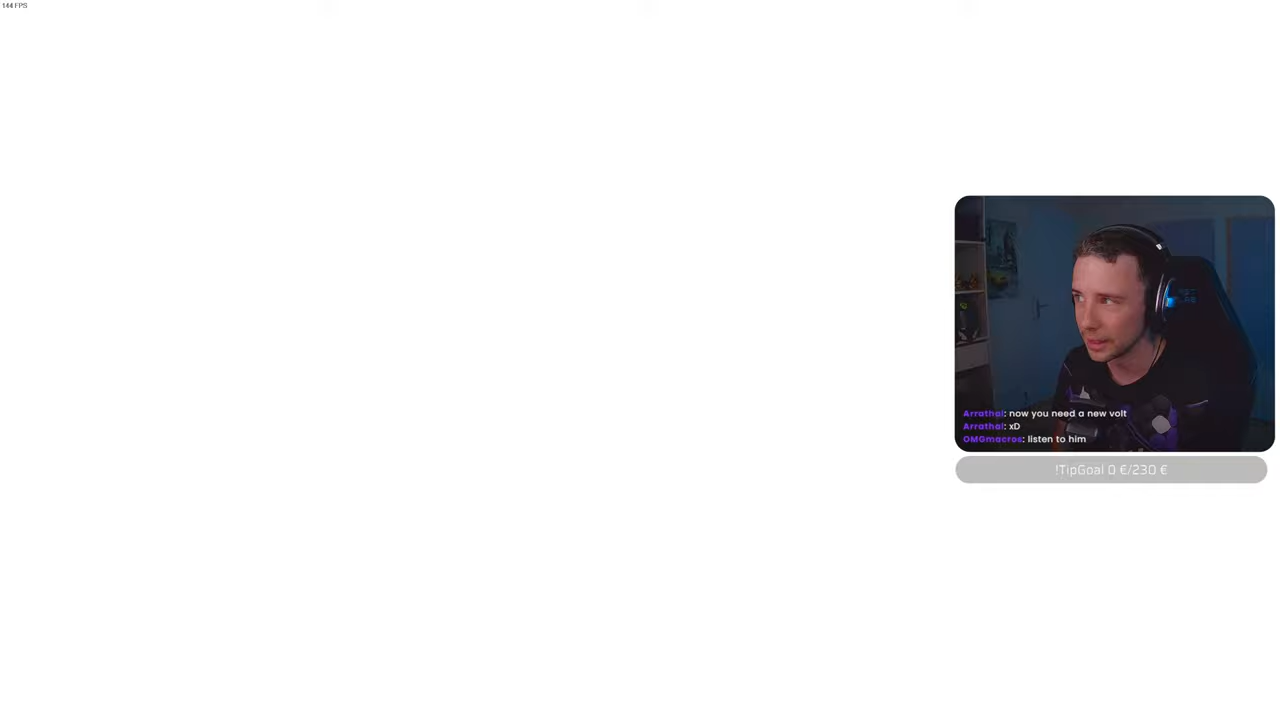 144 FPS
Arrathal: now you need a new volt
Arrathal: xD
OMGmacros: listen to him
!TipGoal 0 €/230 €